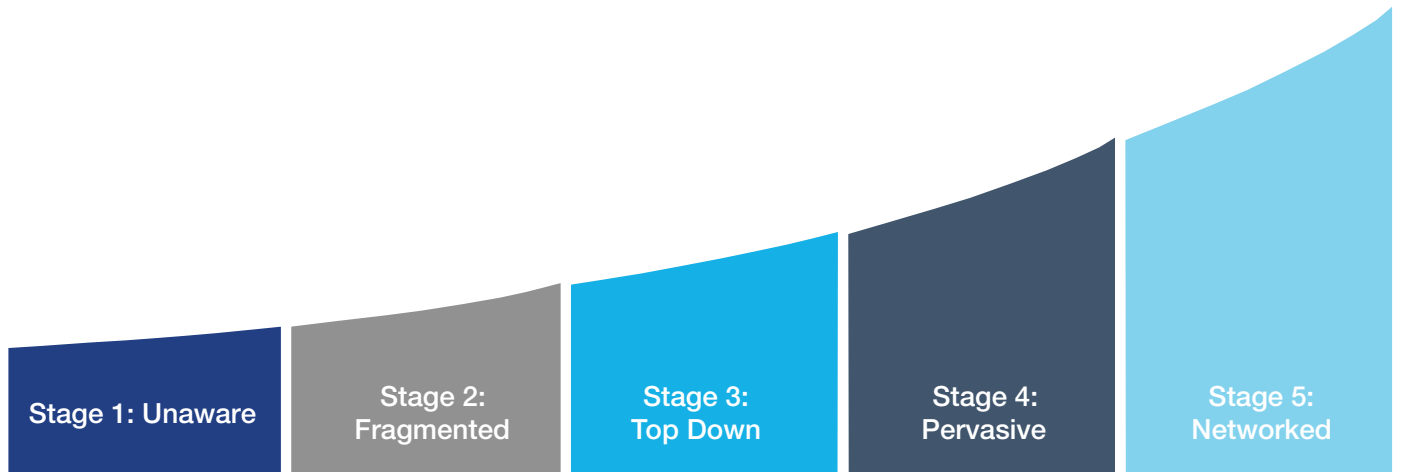 Stage 1: Unaware
Stage 2:
Fragmented
Stage 3:
Top Down
Stage 4:
Pervasive
Stage 5:
Networked